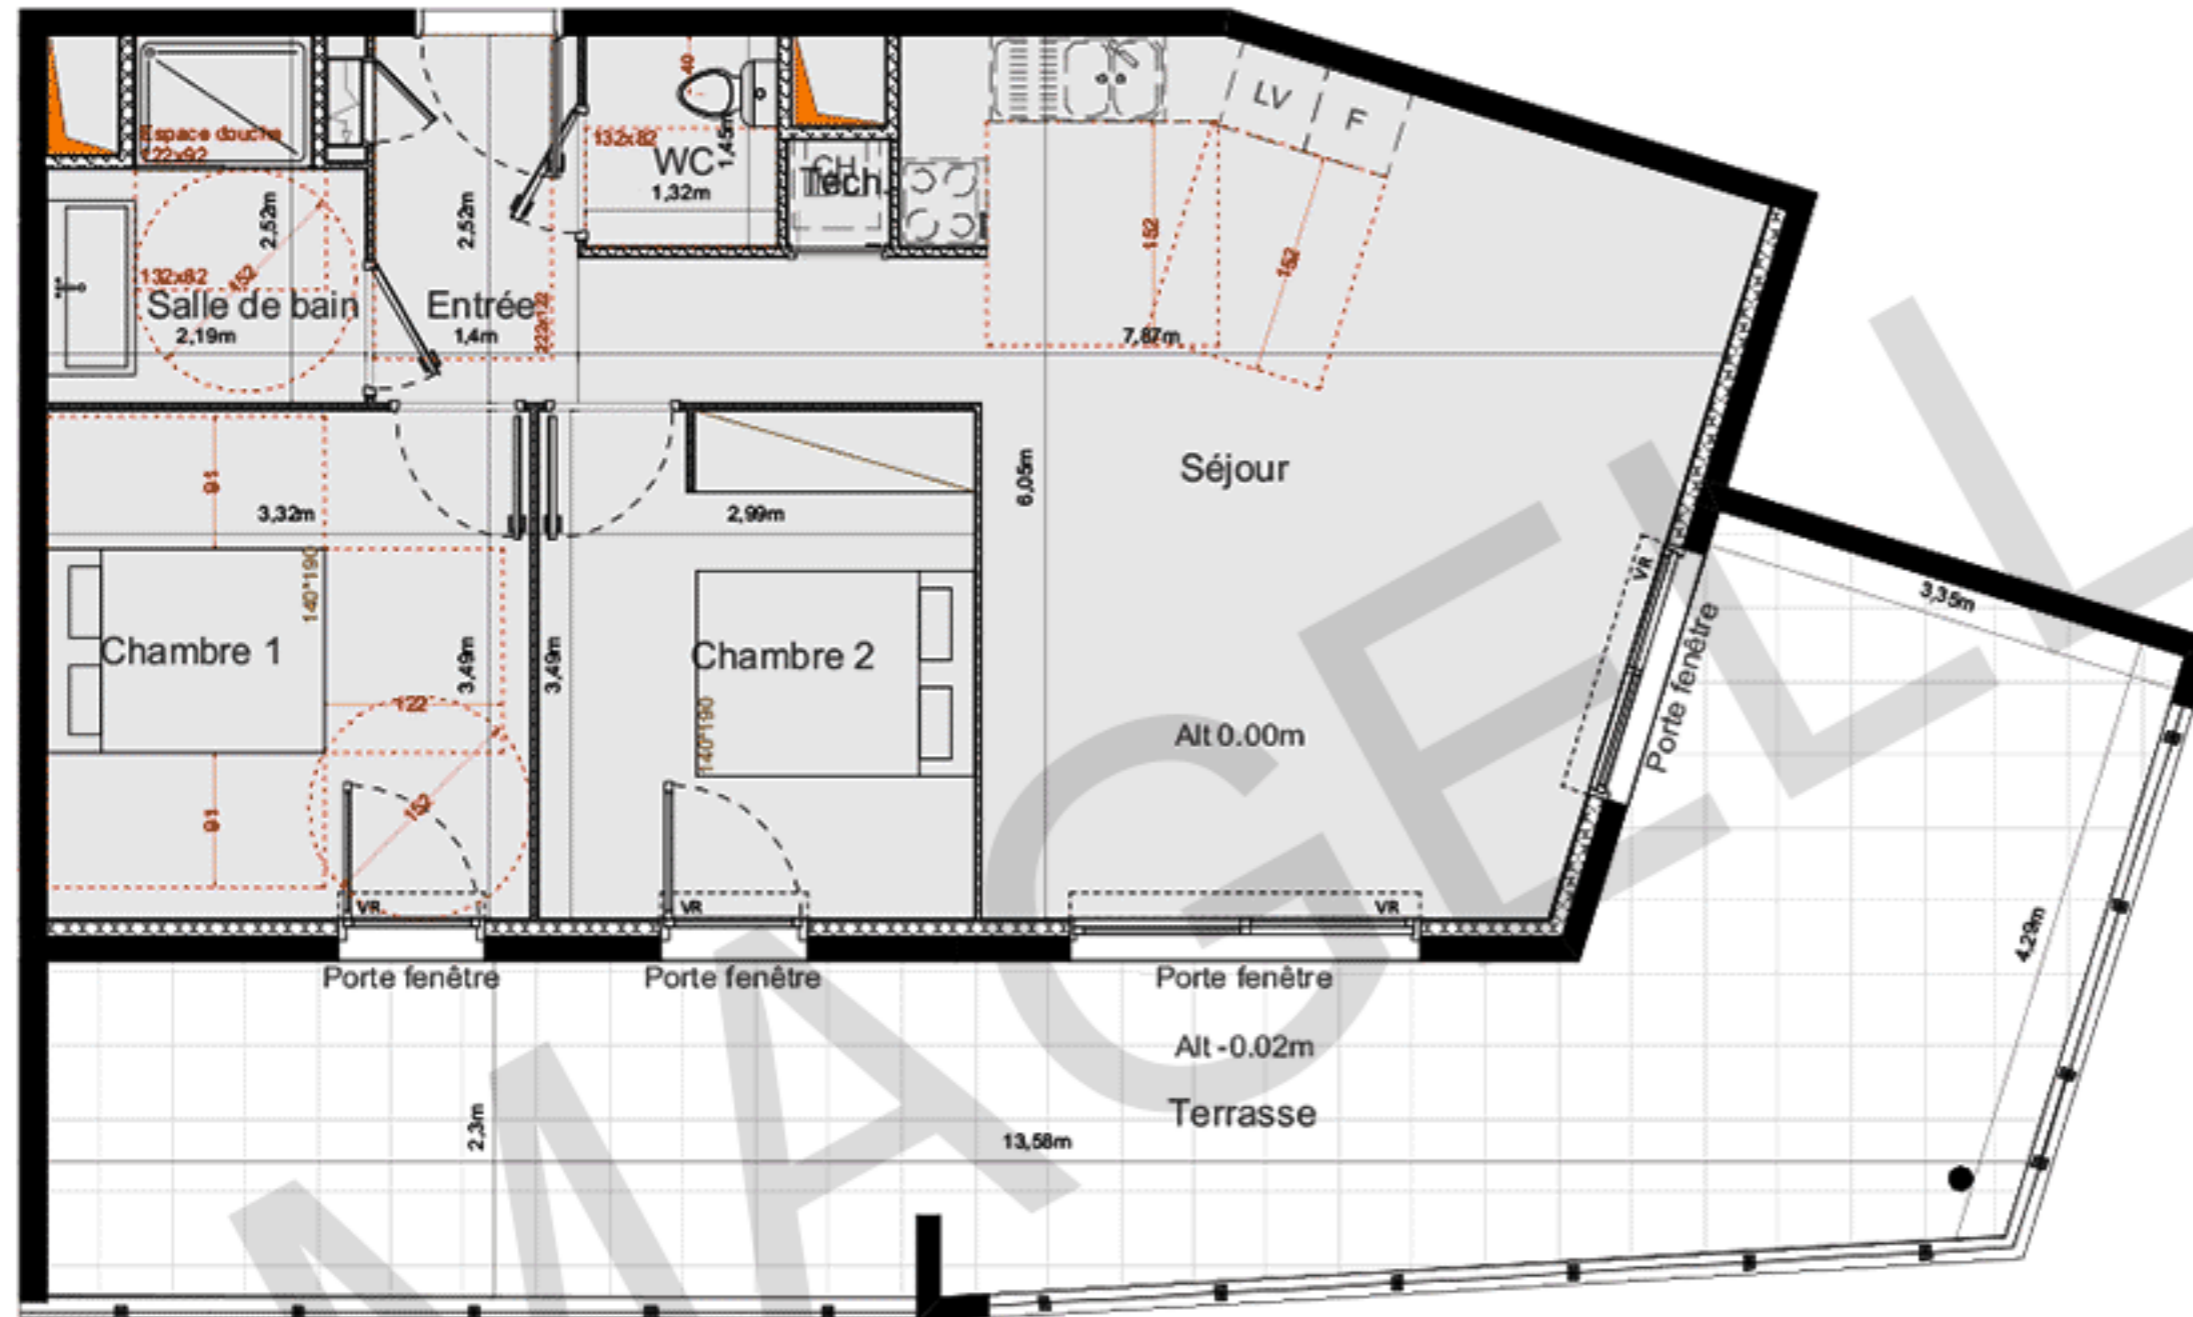 40
LV
F
Espace douche
122x92
132x82
WC
1,45m
1,32m
Tech.
2,52m
2,52m
152
152
152
132x82
Salle de bain
2,19m
Entrée
1,4m
222x122
7,87m
91
3,32m
2,99m
6,05m
Séjour
VR
3,35m
140*190
Chambre 1
3,49m
3,49m
Chambre 2
140*190
122
Alt 0.00m
Porte fenêtre
91
152
VR
VR
VR
4,29m
Porte fenêtre
Porte fenêtre
Porte fenêtre
Alt -0.02m
Terrasse
2,3m
13,58m
MAGELL